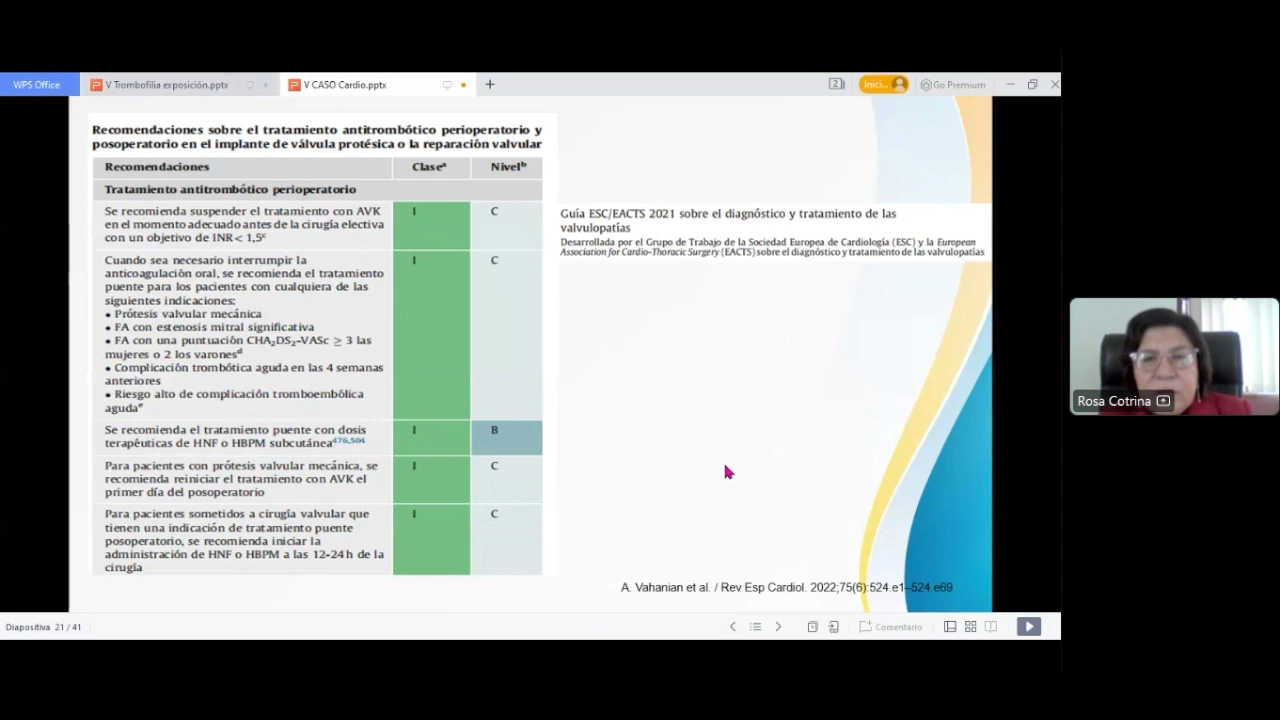 WPS Office
V Trombofilia exposición.pptx
V CASO Cardio.pptx
2
Inici...
Go Premium
Recomendaciones sobre el tratamiento antitrombótico perioperatorio y
posoperatorio en el implante de válvula protésica o la reparación valvular
Recomendaciones Claseᵃ Nivelᵇ
Tratamiento antitrombótico perioperatorio
Se recomienda suspender el tratamiento con AVK I C
en el momento adecuado antes de la cirugía electiva
con un objetivo de INR < 1,5ᶜ
Cuando sea necesario interrumpir la I C
anticoagulación oral, se recomienda el tratamiento
puente para los pacientes con cualquiera de las
siguientes indicaciones:
• Prótesis valvular mecánica
• FA con estenosis mitral significativa
• FA con una puntuación CHA₂DS₂-VASc ≥ 3 las
mujeres o 2 los varonesᵈ
• Complicación trombótica aguda en las 4 semanas
anteriores
• Riesgo alto de complicación tromboembólica
agudaᵉ
Se recomienda el tratamiento puente con dosis I B
terapéuticas de HNF o HBPM subcutánea⁴⁷⁶,⁵⁰⁴
Para pacientes con prótesis valvular mecánica, se I C
recomienda reiniciar el tratamiento con AVK el
primer día del posoperatorio
Para pacientes sometidos a cirugía valvular que I C
tienen una indicación de tratamiento puente
posoperatorio, se recomienda iniciar la
administración de HNF o HBPM a las 12-24 h de la
cirugía
Guía ESC/EACTS 2021 sobre el diagnóstico y tratamiento de las
valvulopatías
Desarrollada por el Grupo de Trabajo de la Sociedad Europea de Cardiología (ESC) y la European
Association for Cardio-Thoracic Surgery (EACTS) sobre el diagnóstico y tratamiento de las valvulopatías
A. Vahanian et al. / Rev Esp Cardiol. 2022;75(6):524.e1–524.e69
Rosa Cotrina
Diapositiva 21 / 41
Comentario